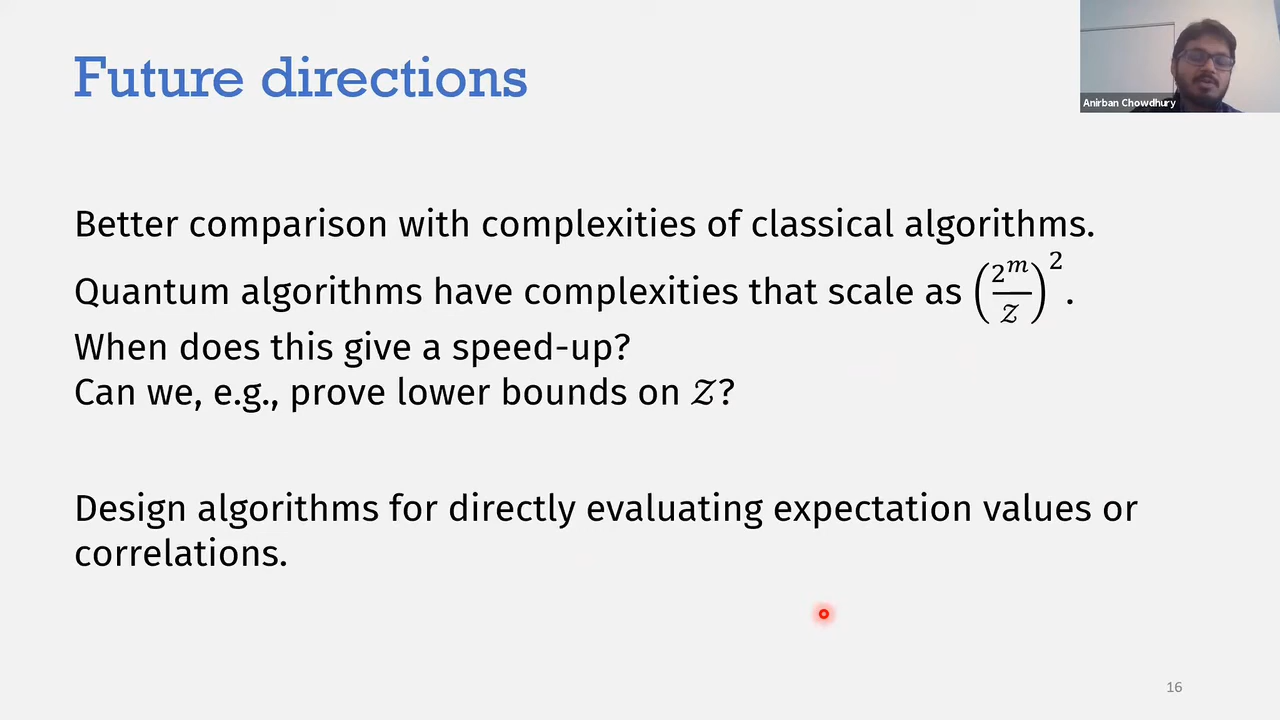 Future directions
Anirban Chowdhury
Better comparison with complexities of classical algorithms.
Quantum algorithms have complexities that scale as (2^m/𝒵)^2.
When does this give a speed-up?
Can we, e.g., prove lower bounds on 𝒵?
Design algorithms for directly evaluating expectation values or
correlations.
16